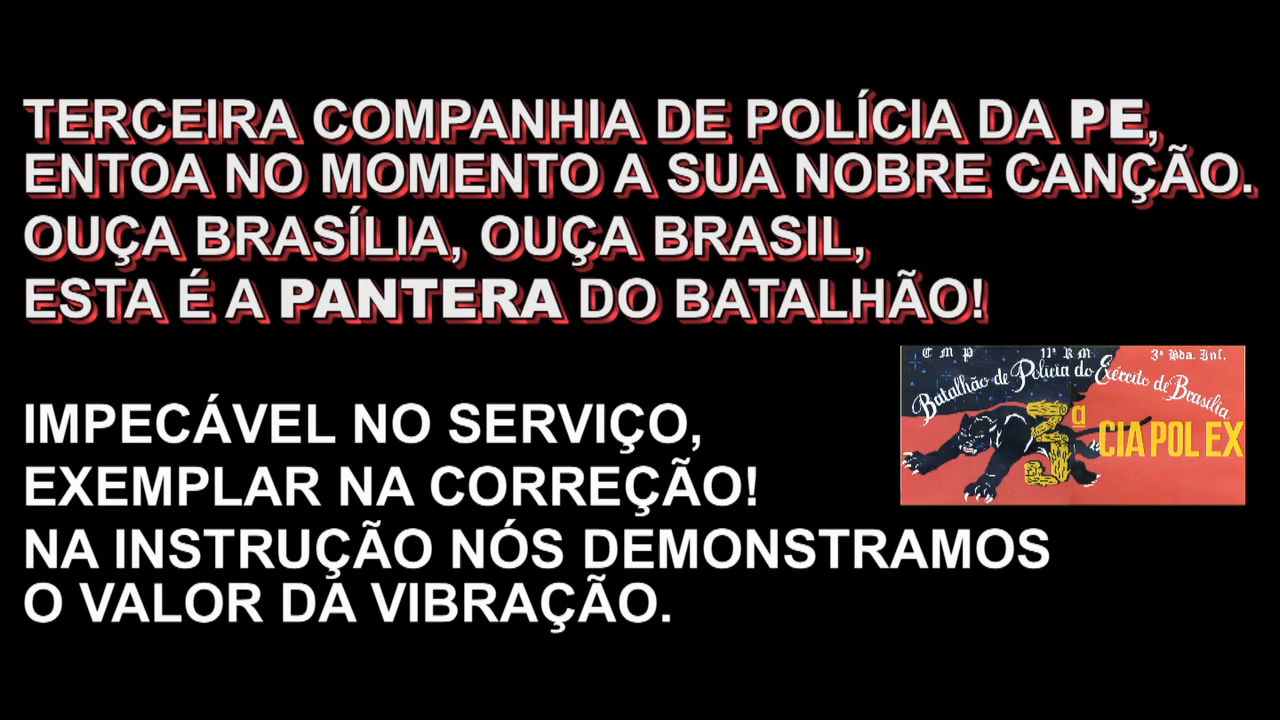 TERCEIRA COMPANHIA DE POLÍCIA DA PE,
ENTOA NO MOMENTO A SUA NOBRE CANÇÃO.
OUÇA BRASÍLIA, OUÇA BRASIL,
ESTA É A PANTERA DO BATALHÃO!
C M P 11ª R M 3ª Bda. Inf.
Batalhão de Polícia do Exército de Brasília
3ª CIA POL EX
IMPECÁVEL NO SERVIÇO,
EXEMPLAR NA CORREÇÃO!
NA INSTRUÇÃO NÓS DEMONSTRAMOS
O VALOR DA VIBRAÇÃO.